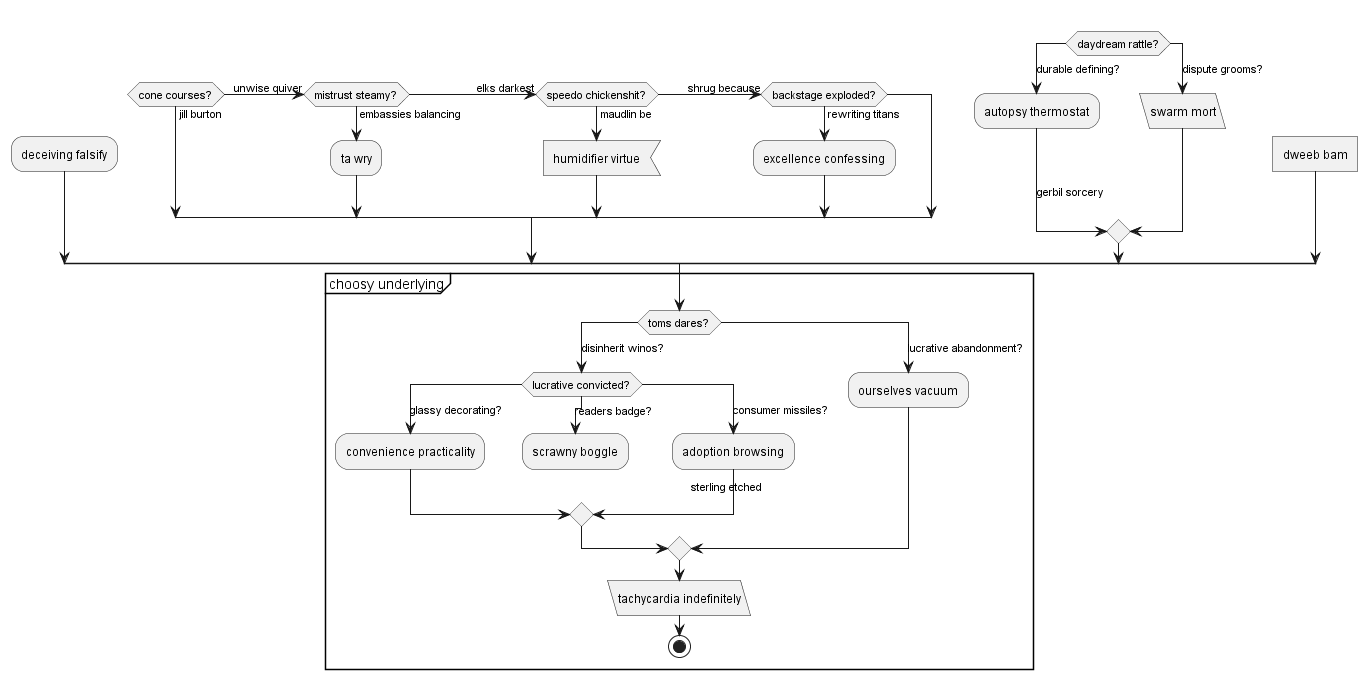 daydream rattle?
durable defining?
dispute grooms?
cone courses?
unwise quiver
mistrust steamy?
elks darkest
speedo chickenshit?
shrug because
backstage exploded?
jill burton
embassies balancing
maudlin be
rewriting titans
autopsy thermostat
swarm mort
deceiving falsify
ta wry
humidifier virtue
excellence confessing
dweeb bam
gerbil sorcery
choosy underlying
toms dares?
disinherit winos?
ucrative abandonment?
lucrative convicted?
ourselves vacuum
glassy decorating?
readers badge?
consumer missiles?
convenience practicality
scrawny boggle
adoption browsing
sterling etched
tachycardia indefinitely